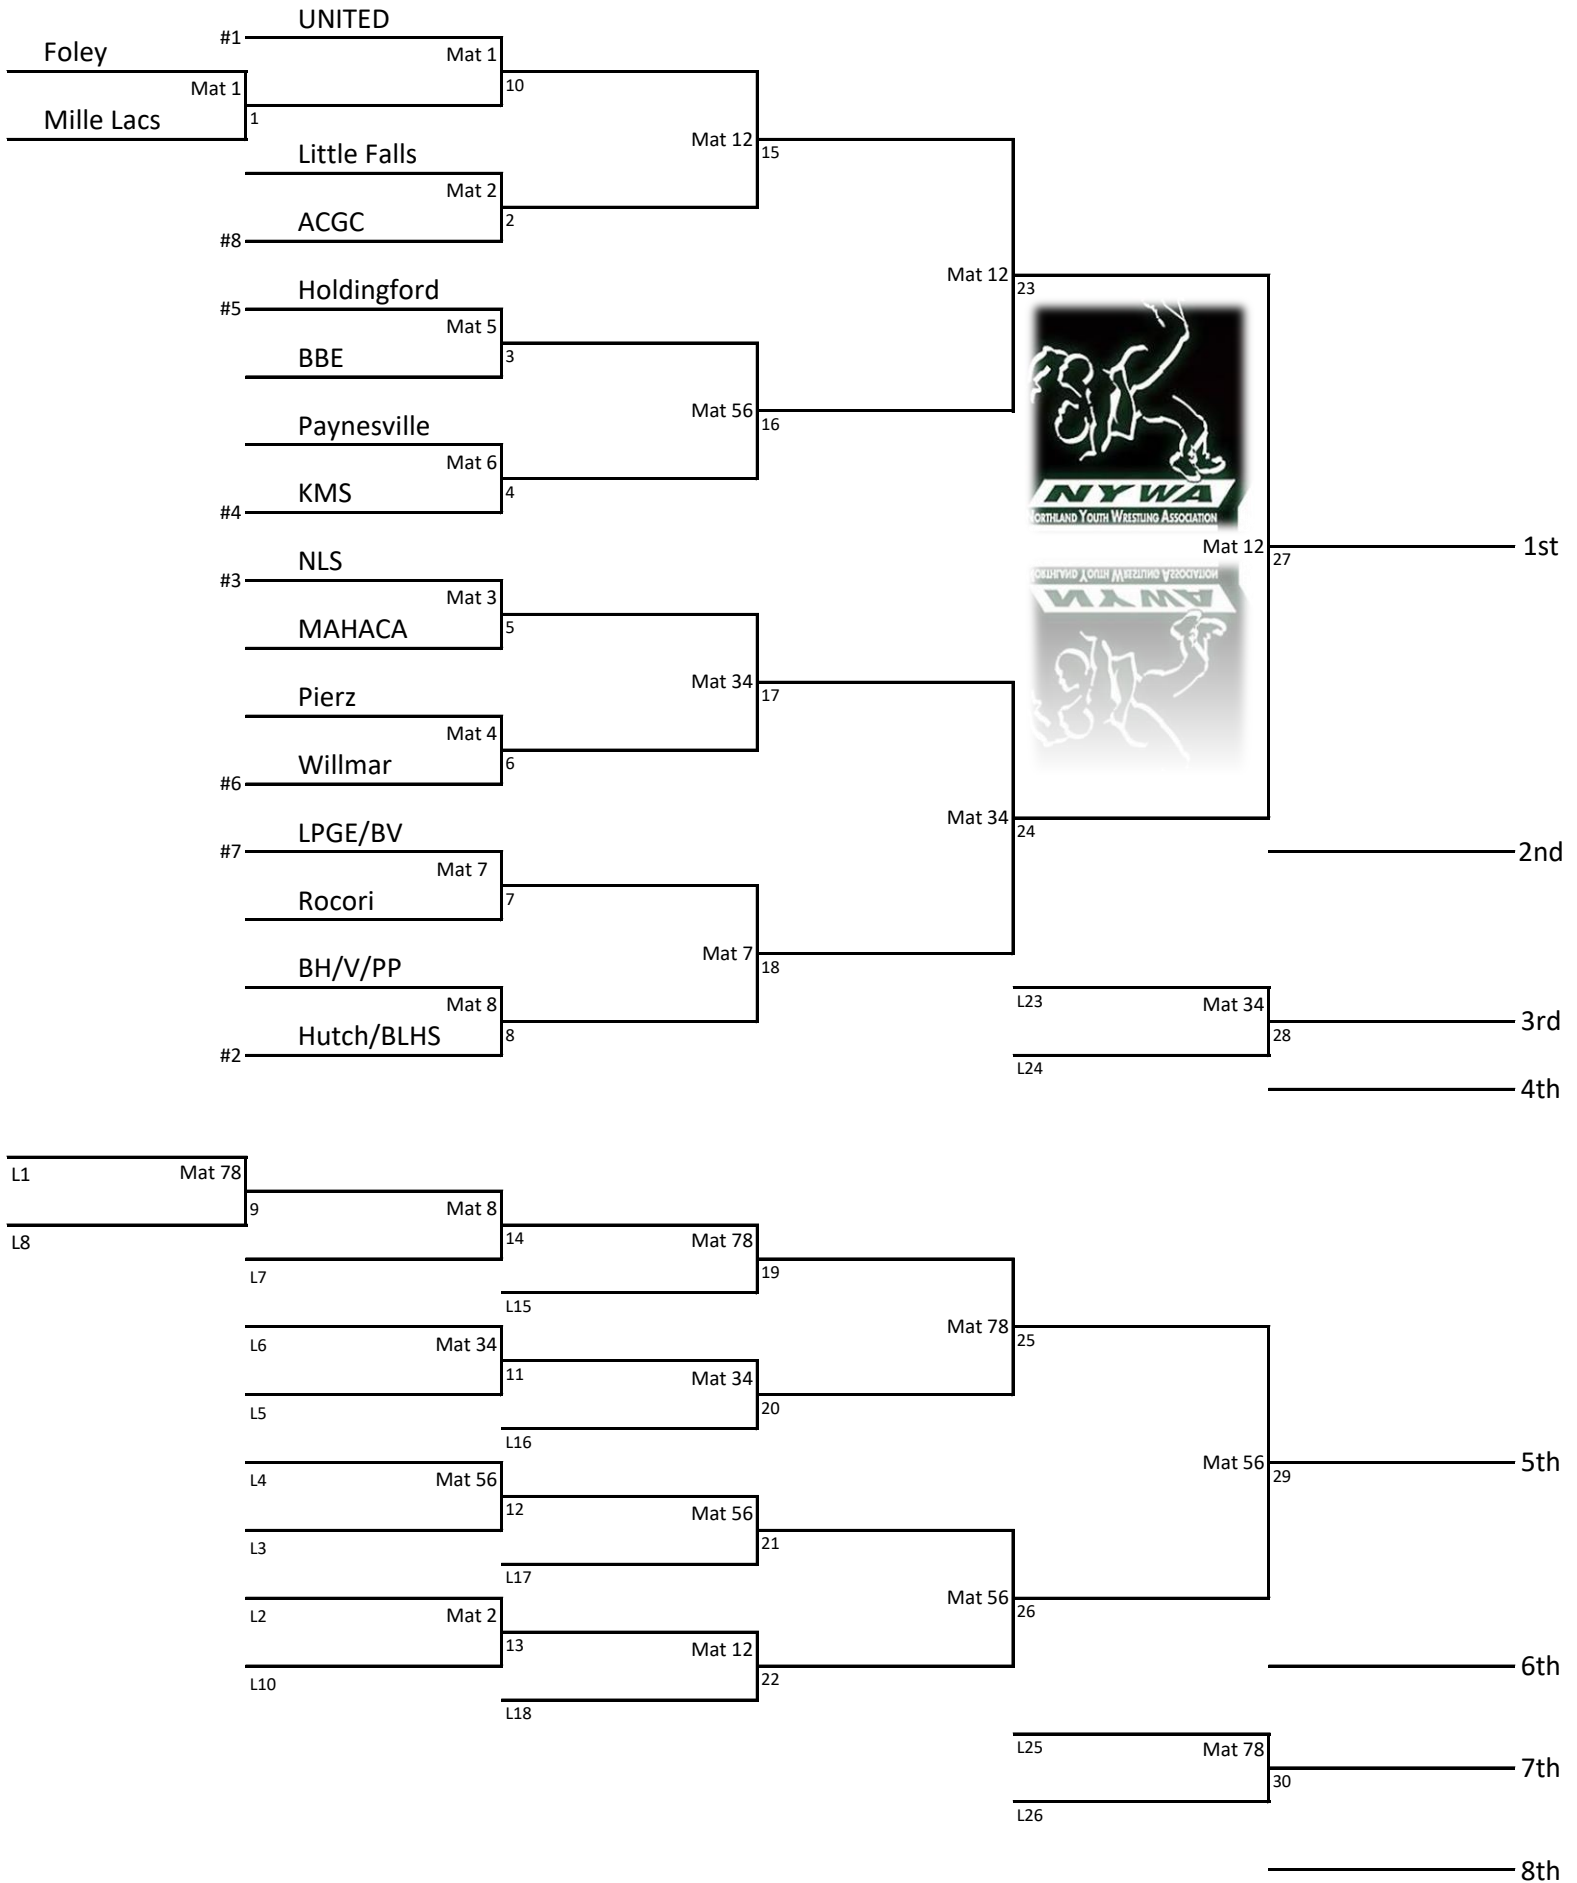 UNITED
#1
Foley
Mat 1
Mat 1
10
Mille Lacs
1
Little Falls
Mat 12
15
Mat 2
ACGC
2
#8
Holdingford
Mat 12
23
#5
Mat 5
BBE
3
Mat 56
16
Paynesville
Mat 6
KMS
4
#4
NYWA
NORTHLAND YOUTH WRESTLING ASSOCIATION
Mat 12
27
1st
NLS
#3
Mat 3
MAHACA
5
Pierz
Mat 34
17
Mat 4
Willmar
6
#6
LPGE/BV
Mat 34
24
#7
2nd
Mat 7
Rocori
7
BH/V/PP
Mat 7
18
Mat 8
L23
Mat 34
3rd
Hutch/BLHS
8
28
#2
L24
4th
L1
Mat 78
9
Mat 8
L8
14
Mat 78
L7
19
L15
Mat 78
25
L6
Mat 34
11
Mat 34
L5
20
L16
L4
Mat 56
Mat 56
29
5th
12
Mat 56
L3
21
L17
Mat 56
26
L2
Mat 2
13
Mat 12
L10
22
6th
L18
L25
Mat 78
7th
30
L26
8th